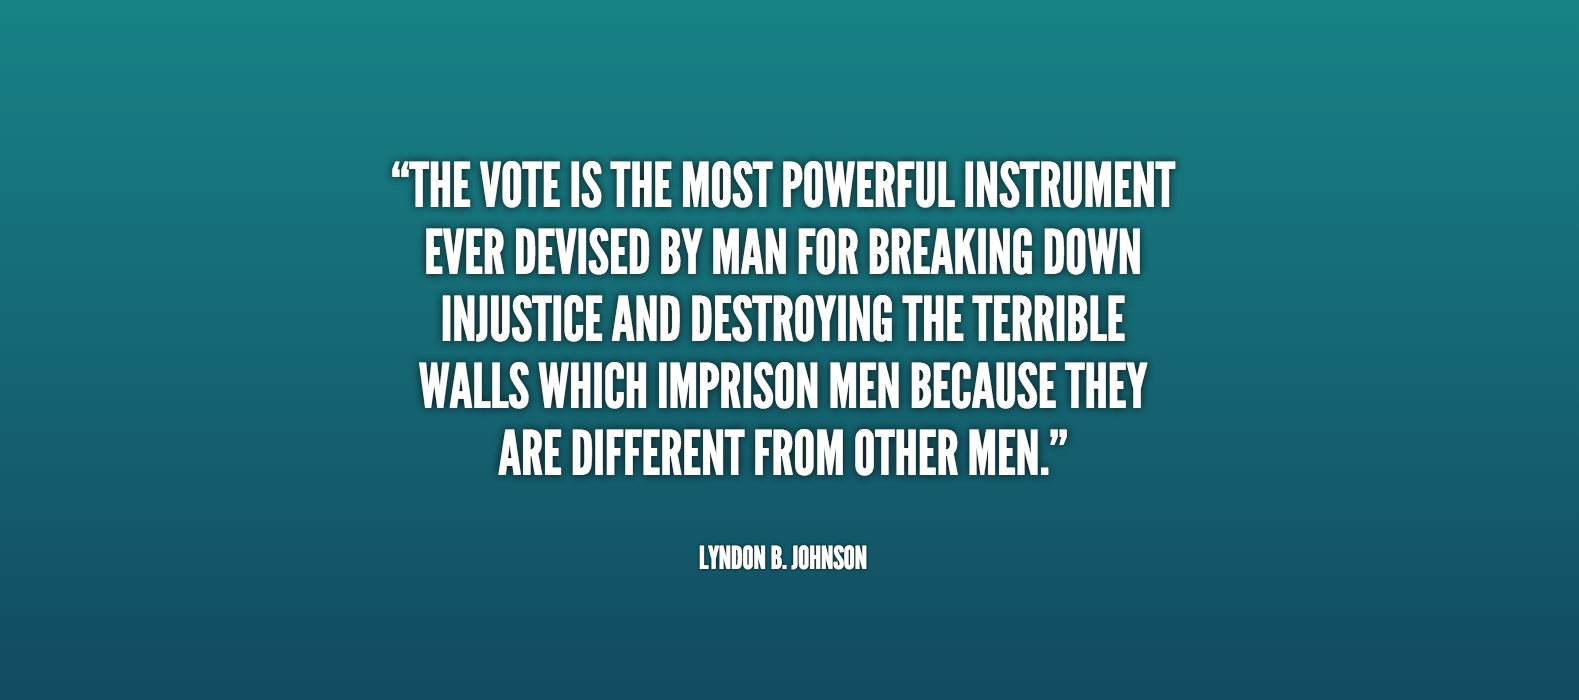 “THE VOTE IS THE MOST POWERFUL INSTRUMENT
EVER DEVISED BY MAN FOR BREAKING DOWN
INJUSTICE AND DESTROYING THE TERRIBLE
WALLS WHICH IMPRISON MEN BECAUSE THEY
ARE DIFFERENT FROM OTHER MEN.”
LYNDON B. JOHNSON